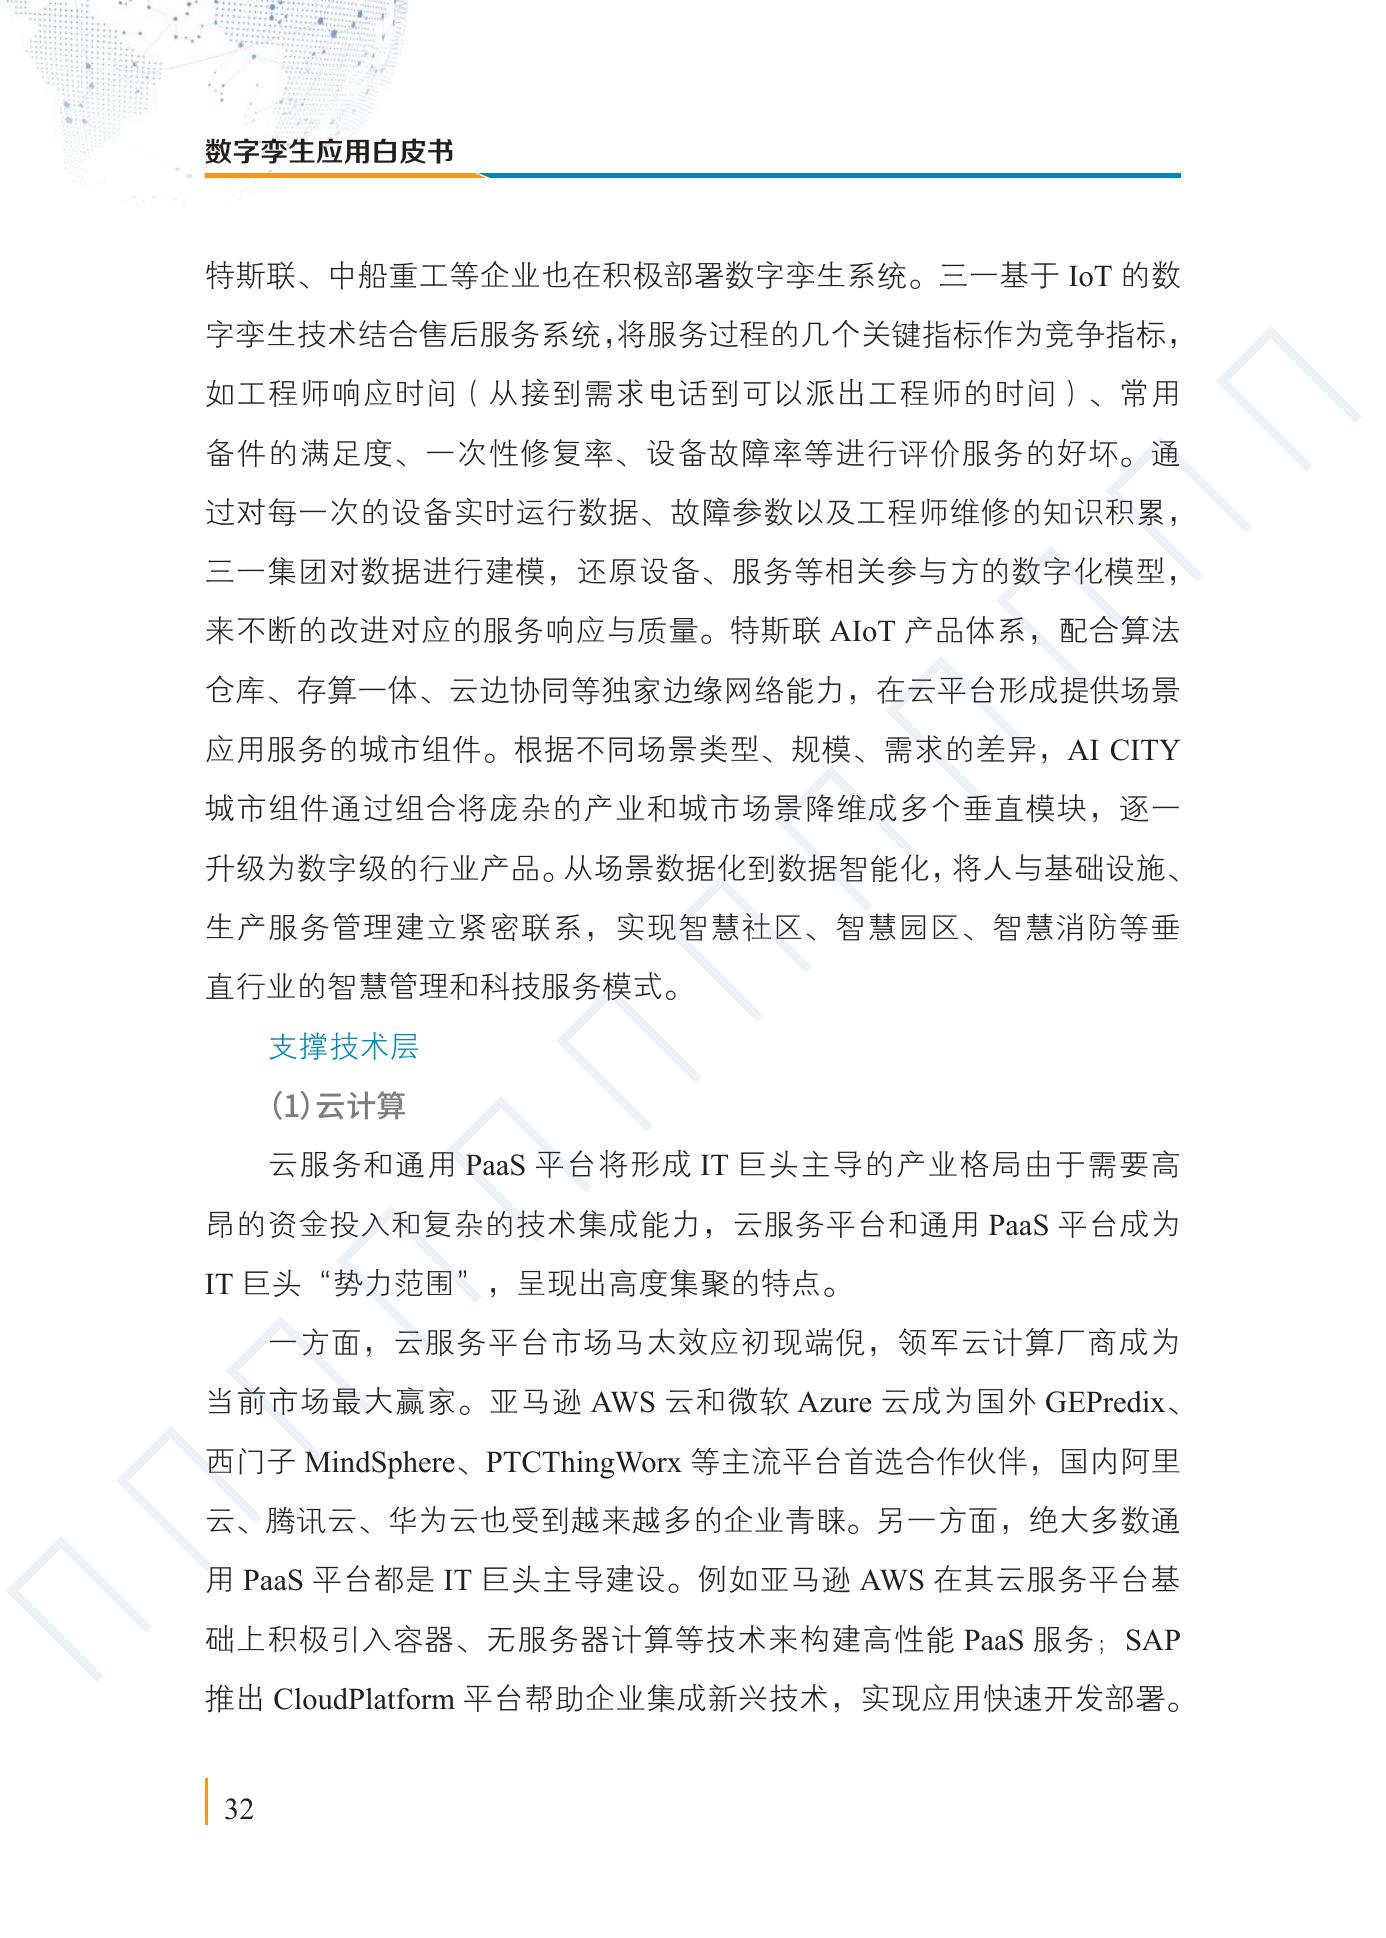 数字孪生应用白皮书
特斯联、中船重工等企业也在积极部署数字孪生系统。三一基于 IoT 的数
字孪生技术结合售后服务系统，将服务过程的几个关键指标作为竞争指标，
如工程师响应时间（从接到需求电话到可以派出工程师的时间）、常用
备件的满足度、一次性修复率、设备故障率等进行评价服务的好坏。通
过对每一次的设备实时运行数据、故障参数以及工程师维修的知识积累，
三一集团对数据进行建模，还原设备、服务等相关参与方的数字化模型，
来不断的改进对应的服务响应与质量。特斯联 AIoT 产品体系，配合算法
仓库、存算一体、云边协同等独家边缘网络能力，在云平台形成提供场景
应用服务的城市组件。根据不同场景类型、规模、需求的差异，AI CITY
城市组件通过组合将庞杂的产业和城市场景降维成多个垂直模块，逐一
升级为数字级的行业产品。从场景数据化到数据智能化，将人与基础设施、
生产服务管理建立紧密联系，实现智慧社区、智慧园区、智慧消防等垂
直行业的智慧管理和科技服务模式。
支撑技术层
（1）云计算
云服务和通用 PaaS 平台将形成 IT 巨头主导的产业格局由于需要高
昂的资金投入和复杂的技术集成能力，云服务平台和通用 PaaS 平台成为
IT 巨头“势力范围”，呈现出高度集聚的特点。
一方面，云服务平台市场马太效应初现端倪，领军云计算厂商成为
当前市场最大赢家。亚马逊 AWS 云和微软 Azure 云成为国外 GEPredix、
西门子 MindSphere、PTCThingWorx 等主流平台首选合作伙伴，国内阿里
云、腾讯云、华为云也受到越来越多的企业青睐。另一方面，绝大多数通
用 PaaS 平台都是 IT 巨头主导建设。例如亚马逊 AWS 在其云服务平台基
础上积极引入容器、无服务器计算等技术来构建高性能 PaaS 服务；SAP
推出 CloudPlatform 平台帮助企业集成新兴技术，实现应用快速开发部署。
32